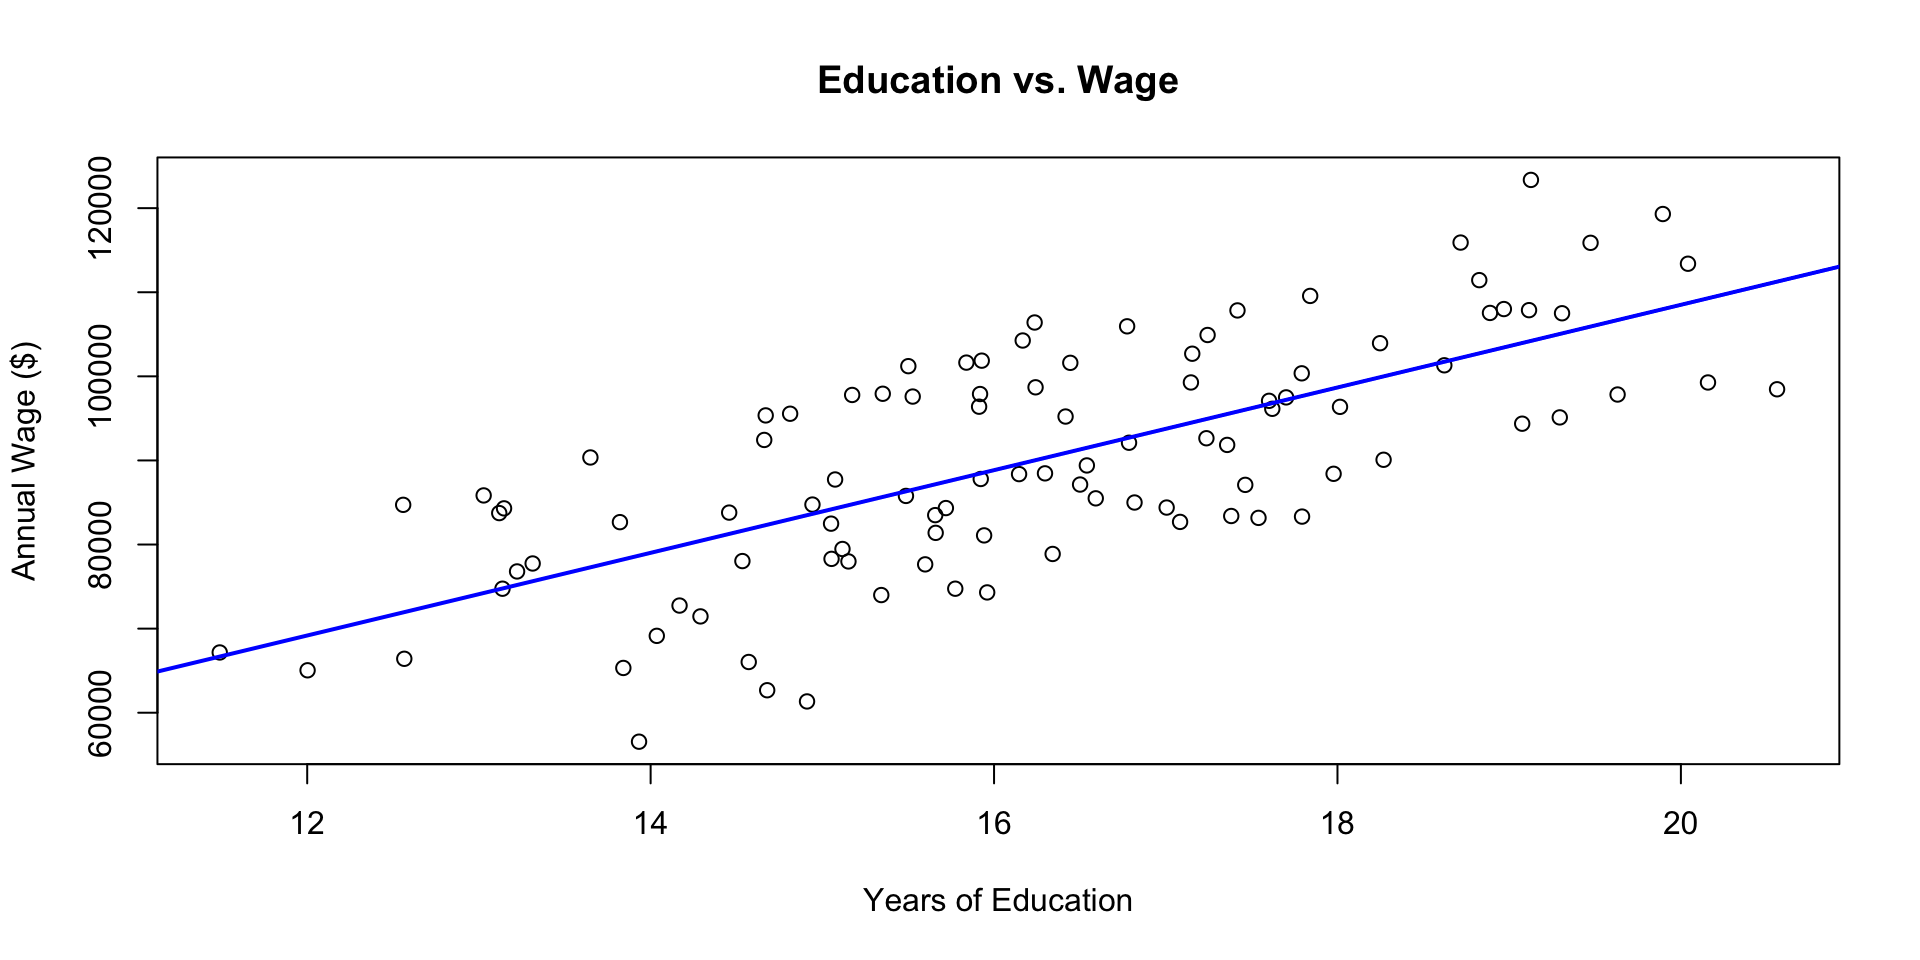 Education vs. Wage
Annual Wage ($)
120000
100000
80000
60000
12 14 16 18 20
Years of Education